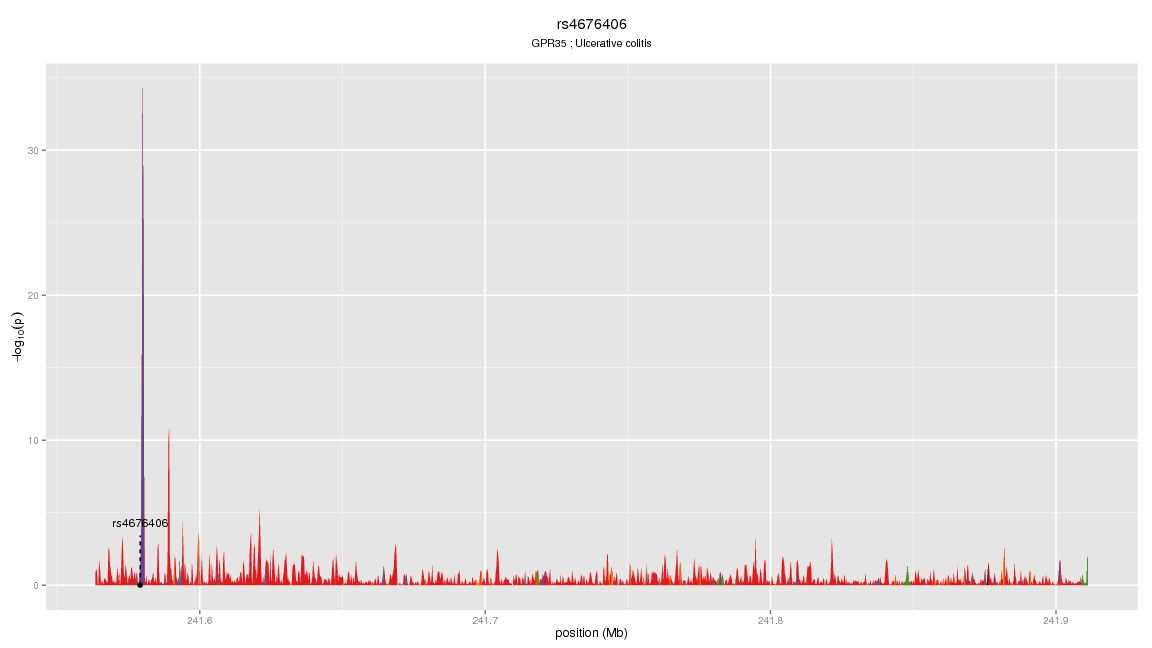 rs4676406
GPR35 ; Ulcerative colitis
−log10(p)
30
20
10
0
rs4676406
241.6
241.7
241.8
241.9
position (Mb)